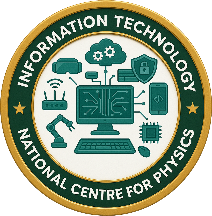 INFORMATION TECHNOLOGY
NATIONAL CENTRE FOR PHYSICS